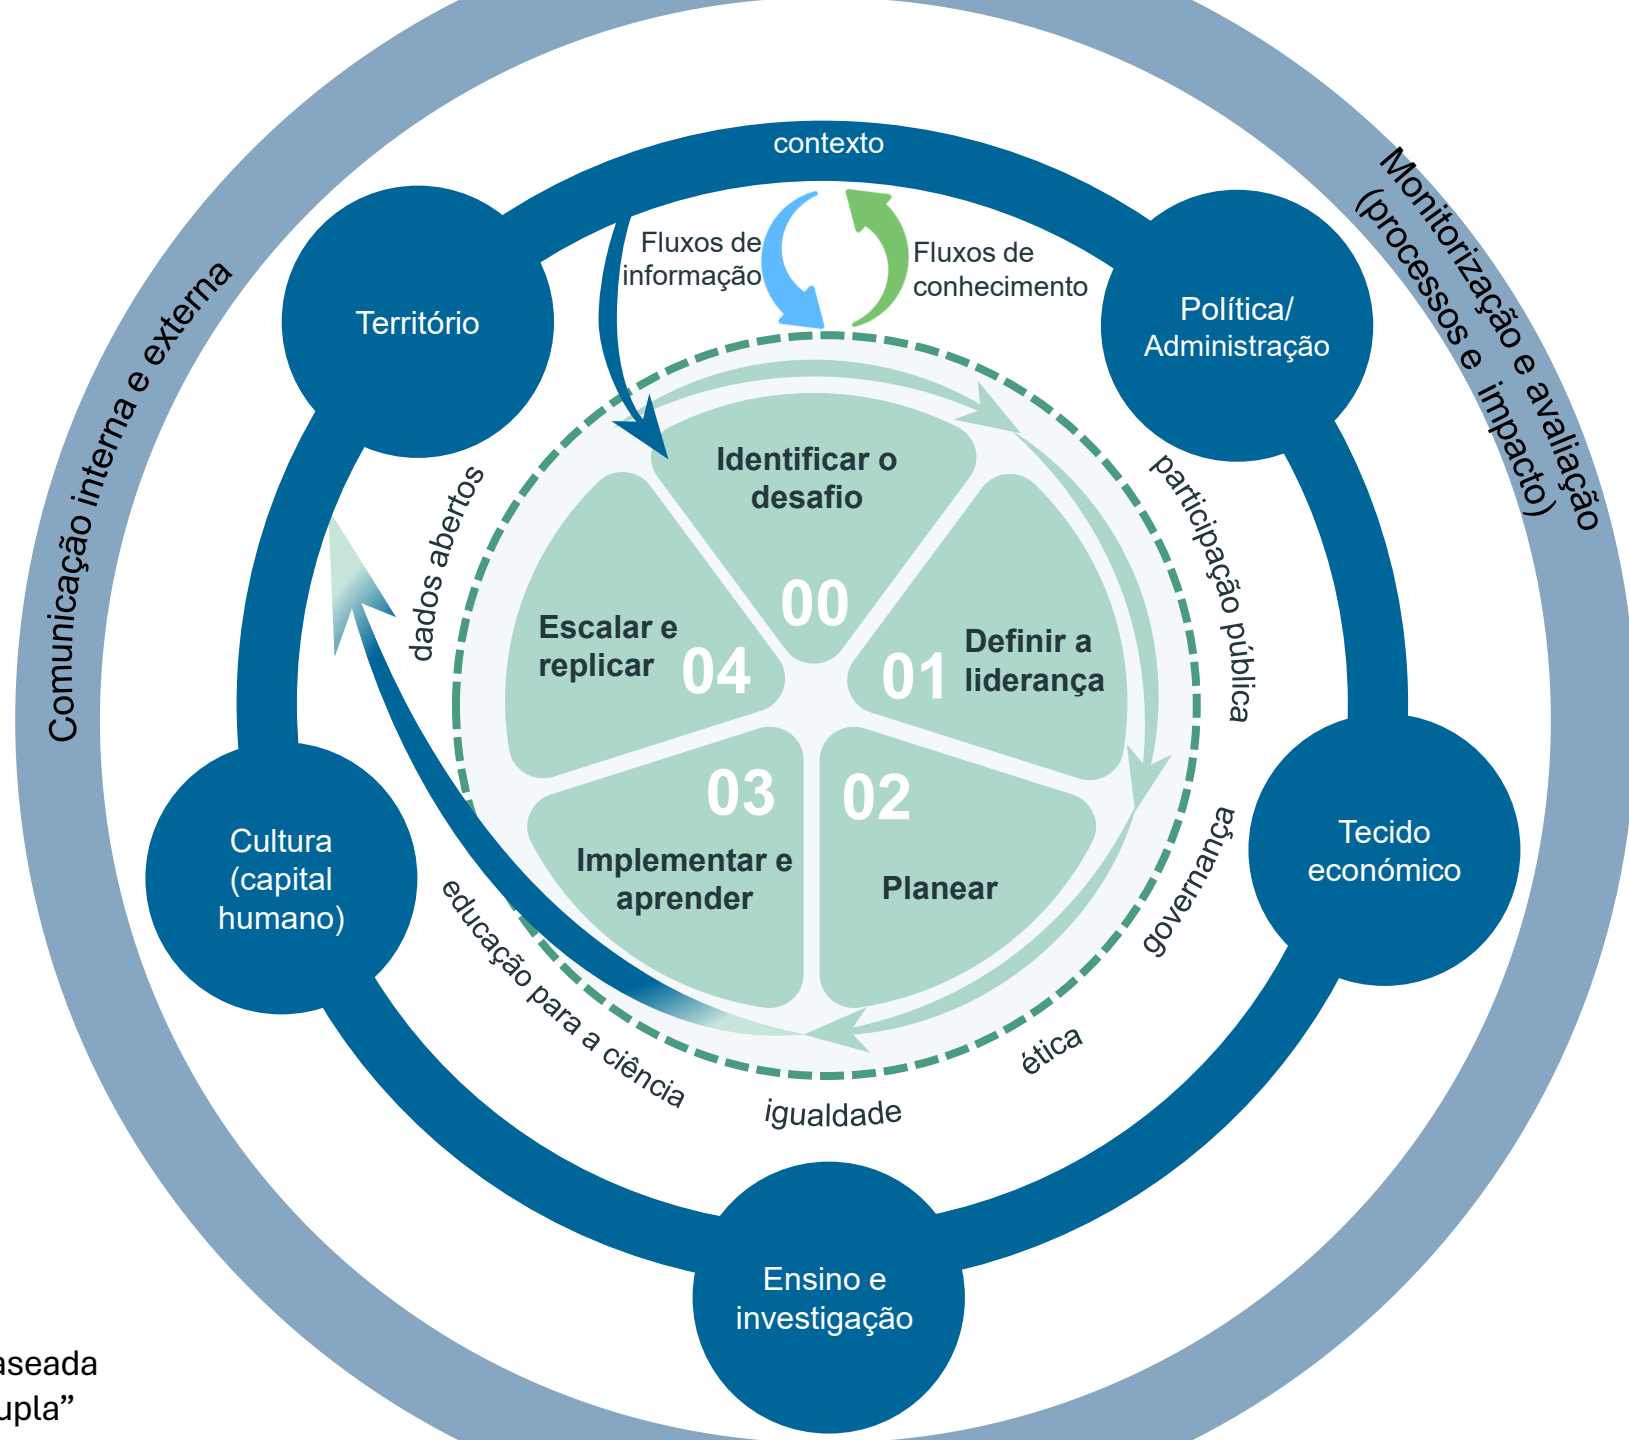 contexto
Fluxos de
informação
Fluxos de
conhecimento
Território
Política/
Administração
Comunicação interna e externa
Monitorização e avaliação
(processos e impacto)
dados abertos
participação pública
Identificar o
desafio
00
Escalar e
replicar
04
01
Definir a
liderança
03
Implementar e
aprender
02
Planear
Cultura
(capital
humano)
Tecido
económico
governança
educação para a ciência
ética
igualdade
Ensino e
investigação
aseada
upla”